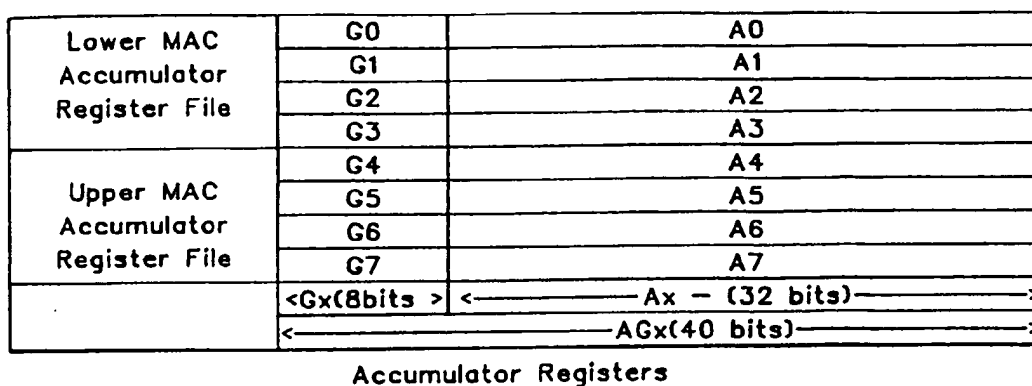 Lower MAC
Accumulator
Register File
G0 A0
G1 A1
G2 A2
G3 A3
Upper MAC
Accumulator
Register File
G4 A4
G5 A5
G6 A6
G7 A7
<Gx(8bits > <—Ax — (32 bits)—>
<—AGx(40 bits)—>
Accumulator Registers